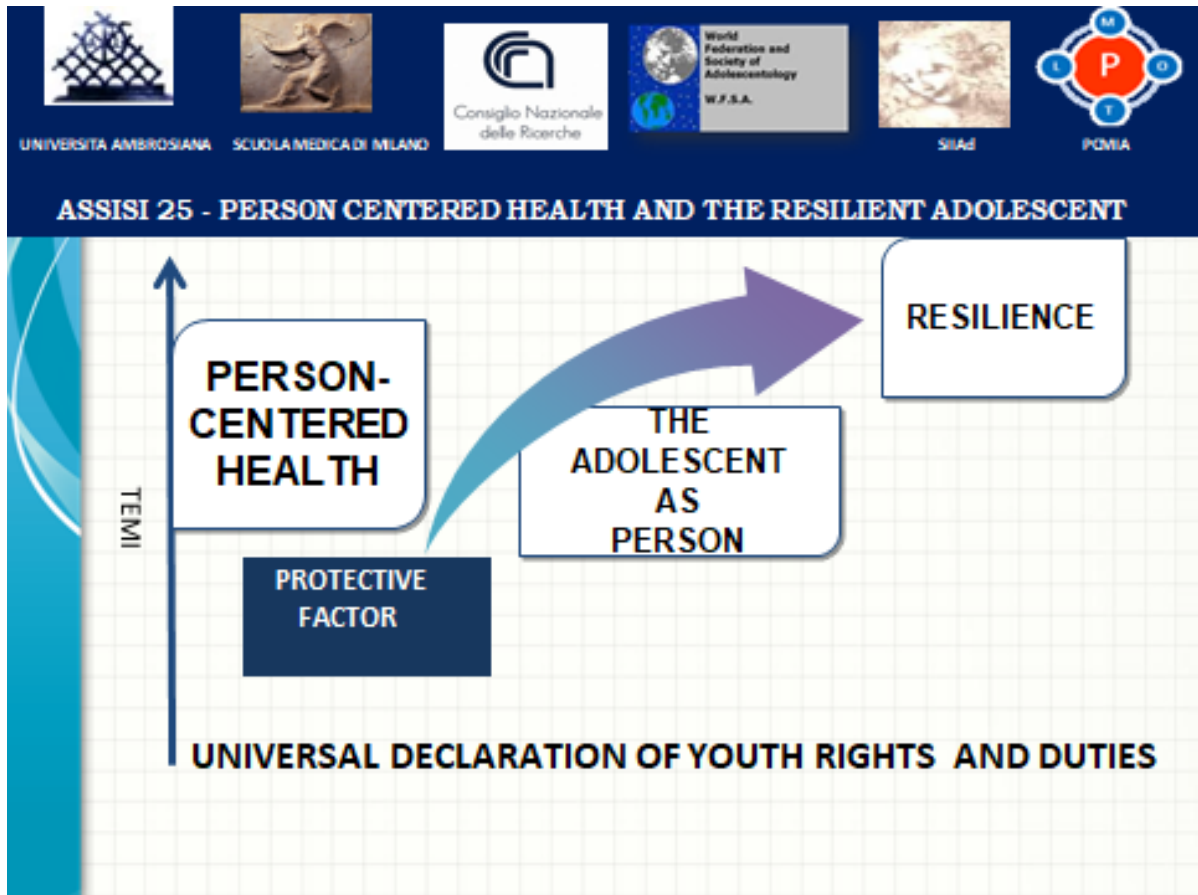 World
Federation and
Society of
Adolescentology
W.F.S.A.
M
L
P
O
T
Consiglio Nazionale
delle Ricerche
UNIVERSITA AMBROSIANA
SCUOLA MEDICA DI MILANO
SIIAd
PCMIA
ASSISI 25 - PERSON CENTERED HEALTH AND THE RESILIENT ADOLESCENT
RESILIENCE
PERSON-
CENTERED
HEALTH
THE
ADOLESCENT
AS
PERSON
TEMI
PROTECTIVE
FACTOR
UNIVERSAL DECLARATION OF YOUTH RIGHTS AND DUTIES